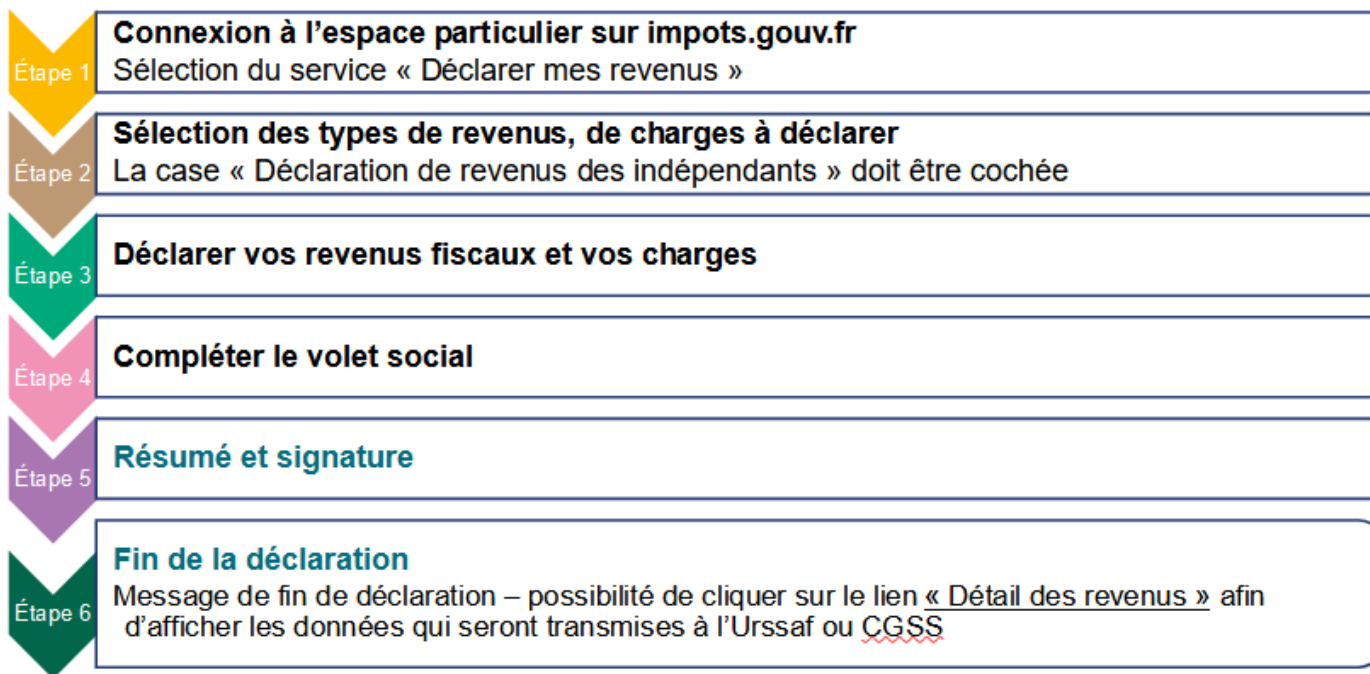 Étape 1
Connexion à l’espace particulier sur impots.gouv.fr
Sélection du service « Déclarer mes revenus »
Étape 2
Sélection des types de revenus, de charges à déclarer
La case « Déclaration de revenus des indépendants » doit être cochée
Étape 3
Déclarer vos revenus fiscaux et vos charges
Étape 4
Compléter le volet social
Étape 5
Résumé et signature
Étape 6
Fin de la déclaration
Message de fin de déclaration – possibilité de cliquer sur le lien « Détail des revenus » afin
d’afficher les données qui seront transmises à l’Urssaf ou CGSS